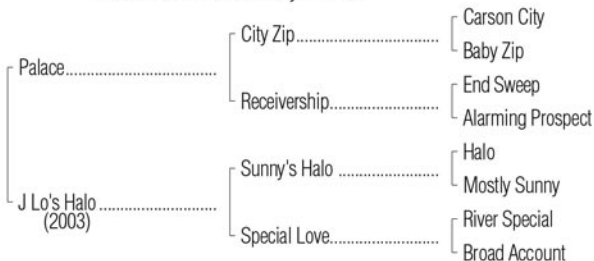 Carson City
City Zip
Baby Zip
Palace
End Sweep
Receivership
Alarming Prospect
Halo
Sunny's Halo
Mostly Sunny
J Lo's Halo
(2003)
River Special
Special Love
Broad Account